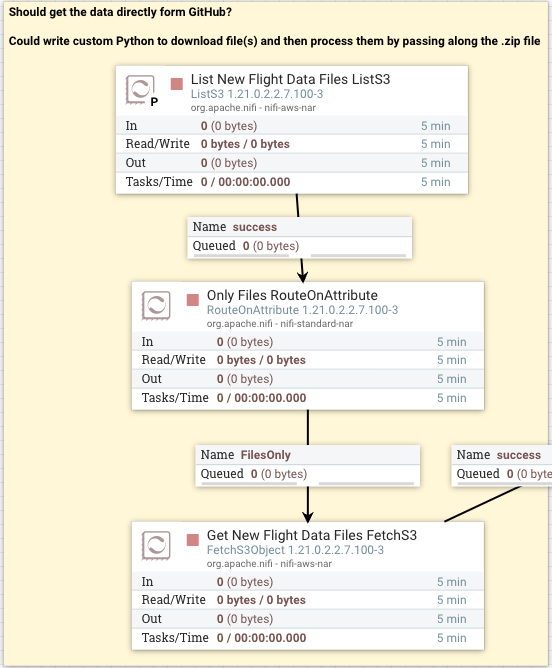 Should get the data directly form GitHub?
Could write custom Python to download file(s) and then process them by passing along the .zip file
List New Flight Data Files ListS3
ListS3 1.21.0.2.2.7.100-3
org.apache.nifi - nifi-aws-nar
P
In 0 (0 bytes) 5 min
Read/Write 0 bytes / 0 bytes 5 min
Out 0 (0 bytes) 5 min
Tasks/Time 0 / 00:00:00.000 5 min
Name success
Queued 0 (0 bytes)
Only Files RouteOnAttribute
RouteOnAttribute 1.21.0.2.2.7.100-3
org.apache.nifi - nifi-standard-nar
In 0 (0 bytes) 5 min
Read/Write 0 bytes / 0 bytes 5 min
Out 0 (0 bytes) 5 min
Tasks/Time 0 / 00:00:00.000 5 min
Name FilesOnly
Queued 0 (0 bytes)
Name success
Queued 0 (0 byte
Get New Flight Data Files FetchS3
FetchS3Object 1.21.0.2.2.7.100-3
org.apache.nifi - nifi-aws-nar
In 0 (0 bytes) 5 min
Read/Write 0 bytes / 0 bytes 5 min
Out 0 (0 bytes) 5 min
Tasks/Time 0 / 00:00:00.000 5 min